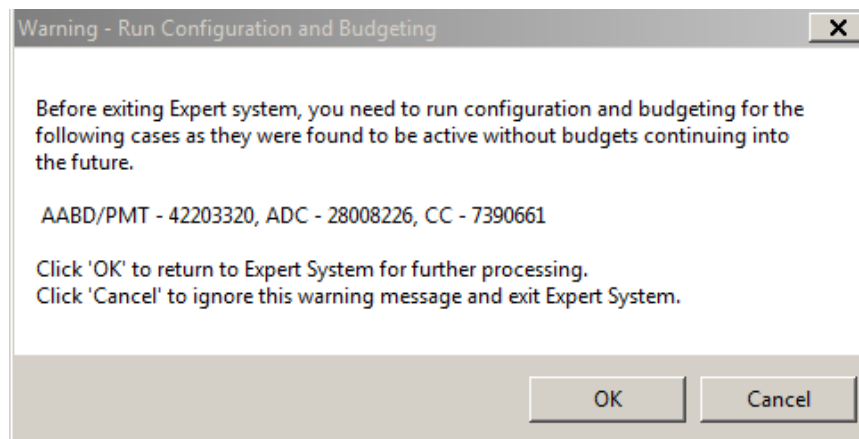 Warning - Run Configuration and Budgeting
Before exiting Expert system, you need to run configuration and budgeting for the
following cases as they were found to be active without budgets continuing into
the future.
AABD/PMT - 42203320, ADC - 28008226, CC - 7390661
Click 'OK' to return to Expert System for further processing.
Click 'Cancel' to ignore this warning message and exit Expert System.
OK Cancel